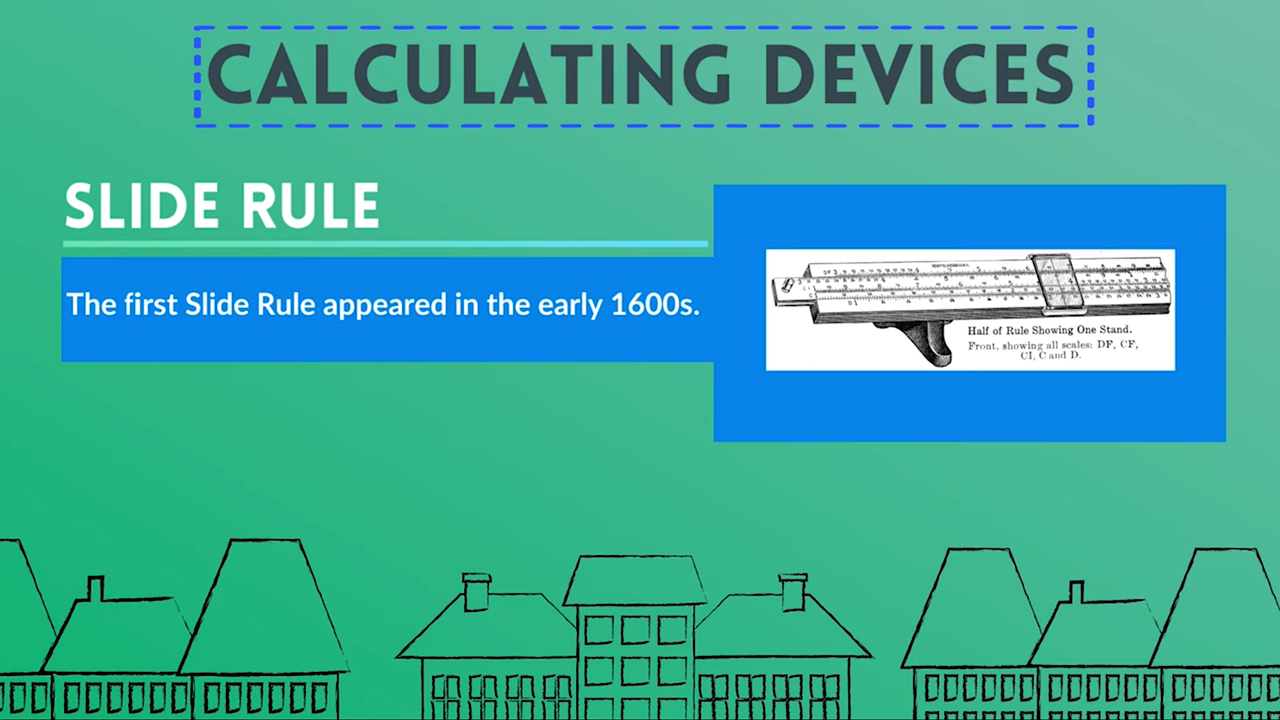 CALCULATING DEVICES
SLIDE RULE
The first Slide Rule appeared in the early 1600s.
Half of Rule Showing One Stand.
Front, showing all scales: DF, CF,
CI, C and D.